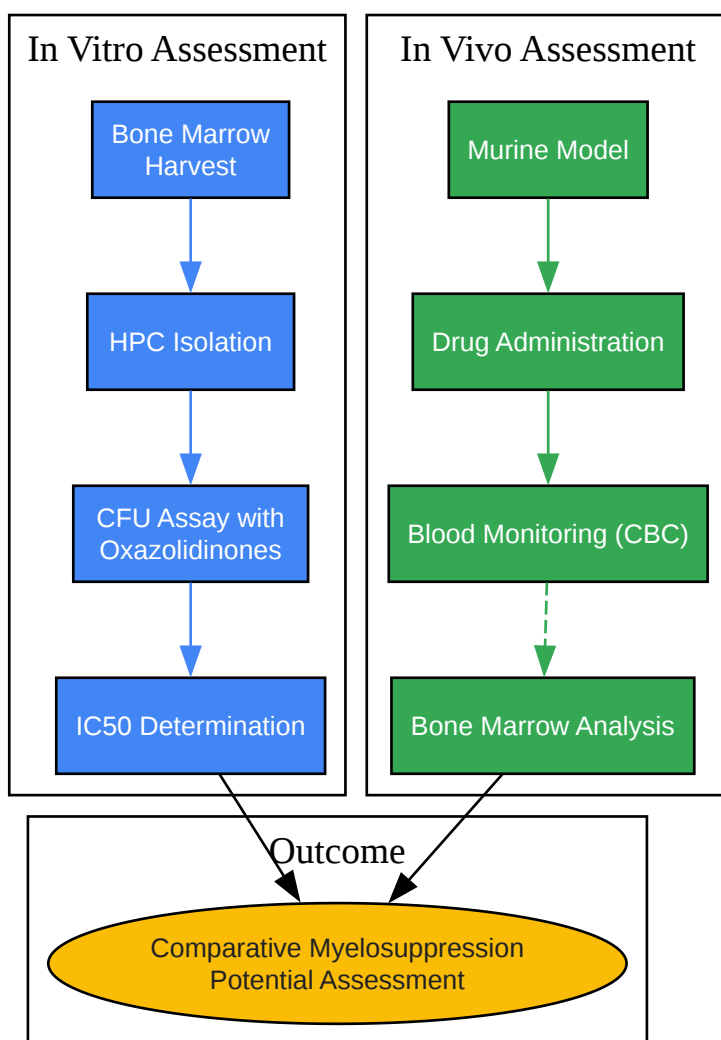 In Vitro Assessment
Bone Marrow
Harvest
HPC Isolation
CFU Assay with
Oxazolidinones
IC50 Determination
In Vivo Assessment
Murine Model
Drug Administration
Blood Monitoring (CBC)
Bone Marrow Analysis
Outcome
Comparative Myelosuppression
Potential Assessment